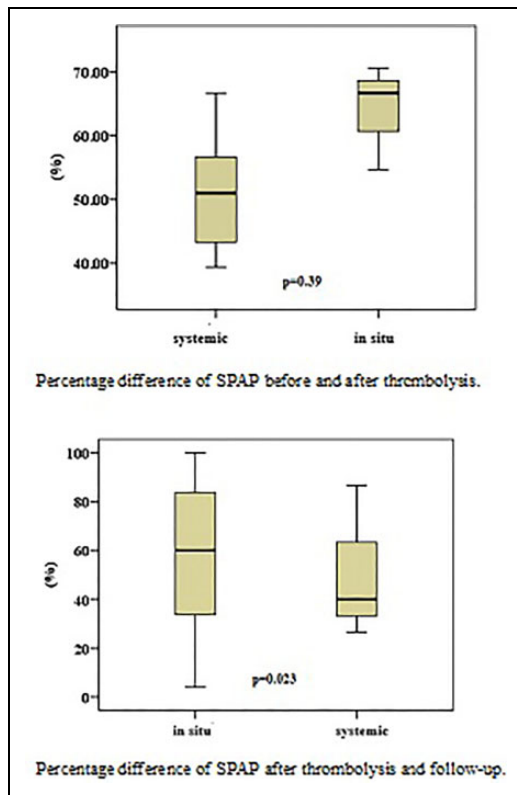 70.00
60.00
(%)
50.00
40.00
p=0.39
systemic in situ
Percentage difference of SPAP before and after thrombolysis.
100
80
60
(%)
40
20
0
p=0.023
in situ systemic
Percentage difference of SPAP after thrombolysis and follow-up.